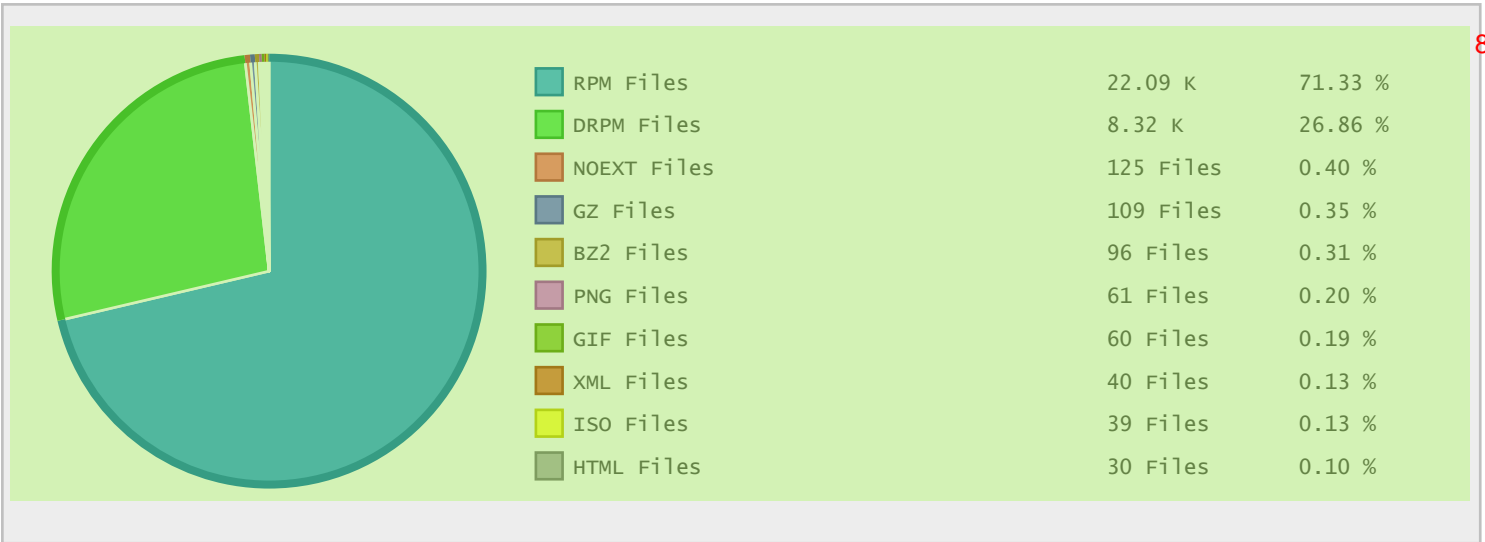 8
RPM Files 22.09 K 71.33 %
DRPM Files 8.32 K 26.86 %
NOEXT Files 125 Files 0.40 %
GZ Files 109 Files 0.35 %
BZ2 Files 96 Files 0.31 %
PNG Files 61 Files 0.20 %
GIF Files 60 Files 0.19 %
XML Files 40 Files 0.13 %
ISO Files 39 Files 0.13 %
HTML Files 30 Files 0.10 %